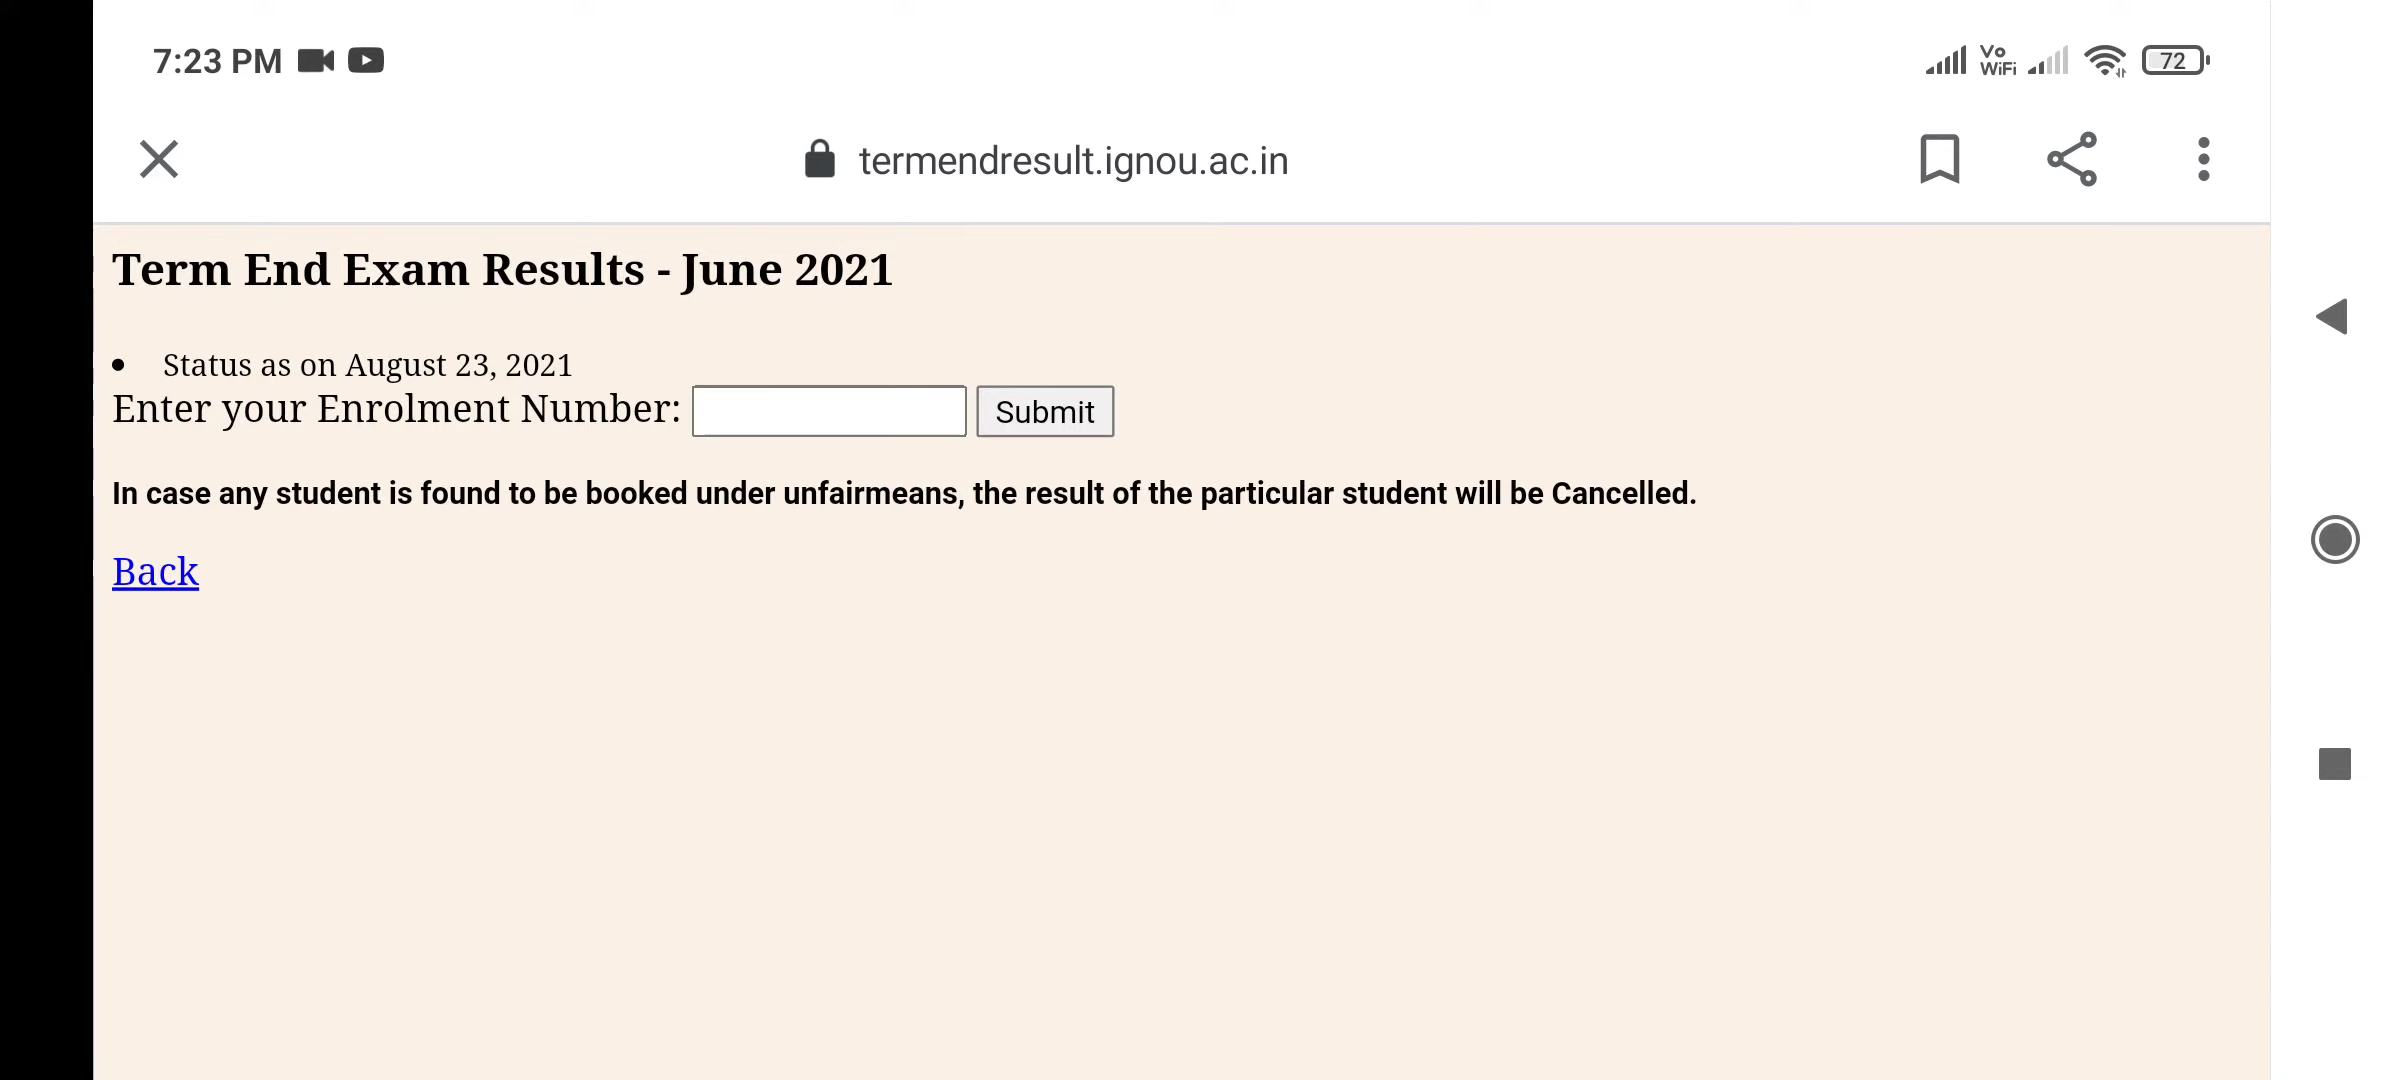 7:23 PM
Vo
WiFi
72
termendresult.ignou.ac.in
Term End Exam Results - June 2021
• Status as on August 23, 2021
Enter your Enrolment Number: Submit
In case any student is found to be booked under unfairmeans, the result of the particular student will be Cancelled.
Back